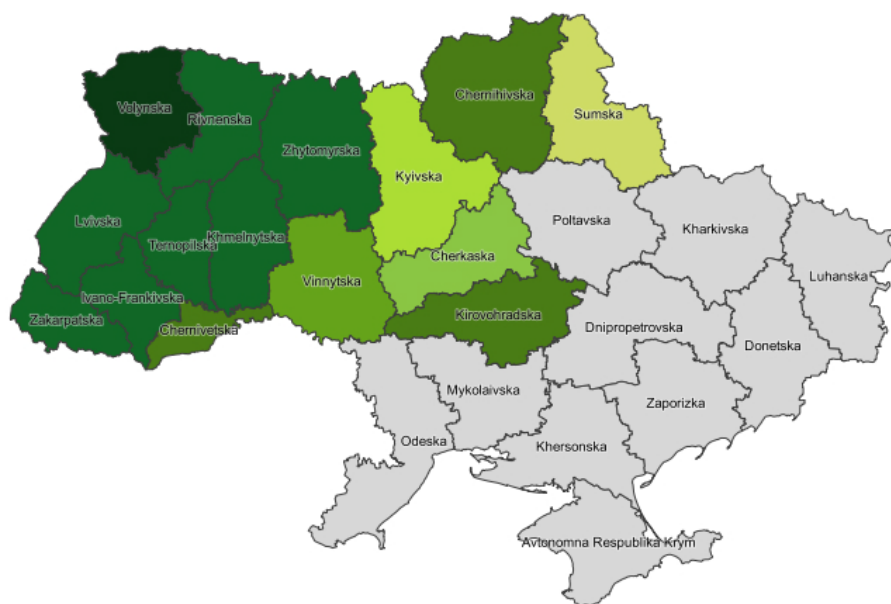 Chernihivska
Volynska
Sumska
Rivnenska
Zhytomyrska
Kyivska
Lvivska
Poltavska
Kharkivska
Khmelnytska
Ternopilska
Cherkaska
Luhanska
Vinnytska
Ivano-Frankivska
Kirovohradska
Zakarpatska
Chernivetska
Dnipropetrovska
Donetska
Mykolaivska
Zaporizka
Odeska
Khersonska
Avtonomna Respublika Krym